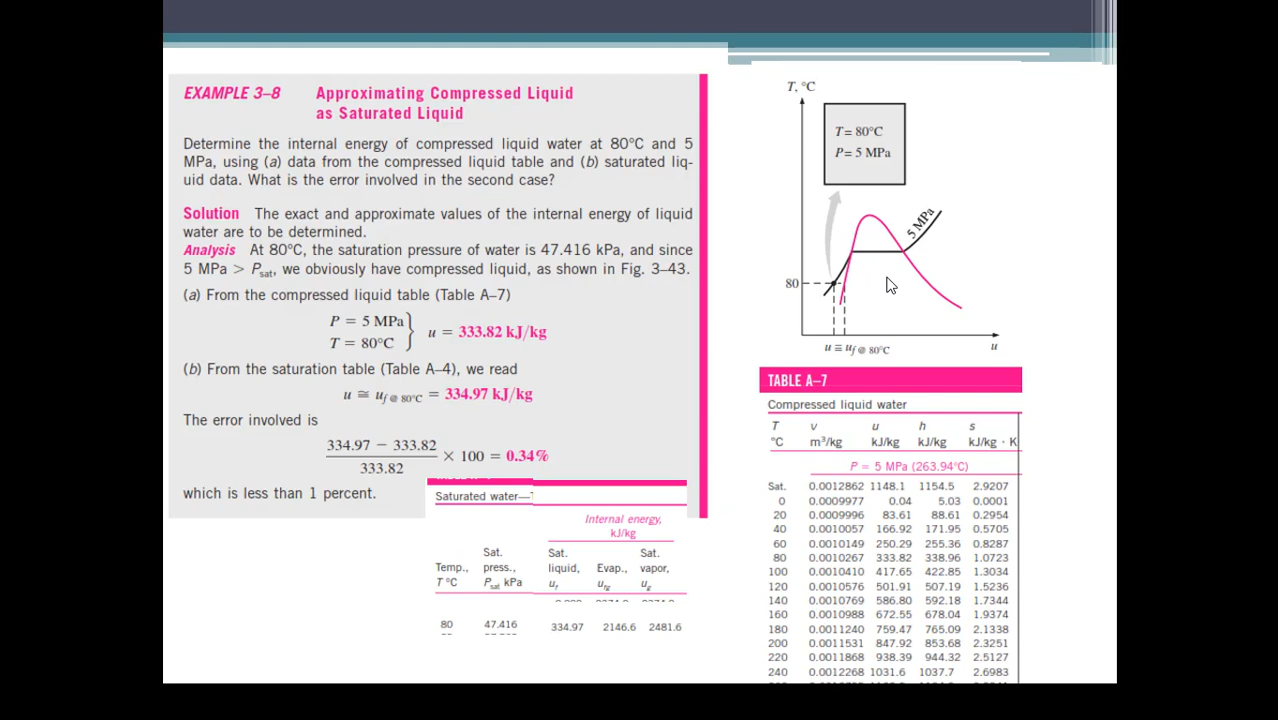 EXAMPLE 3–8 Approximating Compressed Liquid
as Saturated Liquid
Determine the internal energy of compressed liquid water at 80°C and 5
MPa, using (a) data from the compressed liquid table and (b) saturated liq-
uid data. What is the error involved in the second case?
Solution The exact and approximate values of the internal energy of liquid
water are to be determined.
Analysis At 80°C, the saturation pressure of water is 47.416 kPa, and since
5 MPa > Psat, we obviously have compressed liquid, as shown in Fig. 3–43.
(a) From the compressed liquid table (Table A–7)
P = 5 MPa
T = 80°C } u = 333.82 kJ/kg
(b) From the saturation table (Table A–4), we read
u ≅ uf @ 80°C = 334.97 kJ/kg
The error involved is
334.97 − 333.82
333.82
× 100 = 0.34%
which is less than 1 percent.
Saturated water—
Internal energy,
kJ/kg
Sat. Sat. Sat.
Temp., press., liquid, Evap., vapor,
T °C Psat kPa uf ufg ug
80 47.416 334.97 2146.6 2481.6
T, °C
T = 80°C
P = 5 MPa
5 MPa
80
u ≅ uf @ 80°C u
TABLE A–7
Compressed liquid water
T v u h s
°C m³/kg kJ/kg kJ/kg kJ/kg · K
P = 5 MPa (263.94°C)
Sat. 0.0012862 1148.1 1154.5 2.9207
0 0.0009977 0.04 5.03 0.0001
20 0.0009996 83.61 88.61 0.2954
40 0.0010057 166.92 171.95 0.5705
60 0.0010149 250.29 255.36 0.8287
80 0.0010267 333.82 338.96 1.0723
100 0.0010410 417.65 422.85 1.3034
120 0.0010576 501.91 507.19 1.5236
140 0.0010769 586.80 592.18 1.7344
160 0.0010988 672.55 678.04 1.9374
180 0.0011240 759.47 765.09 2.1338
200 0.0011531 847.92 853.68 2.3251
220 0.0011868 938.39 944.32 2.5127
240 0.0012268 1031.6 1037.7 2.6983